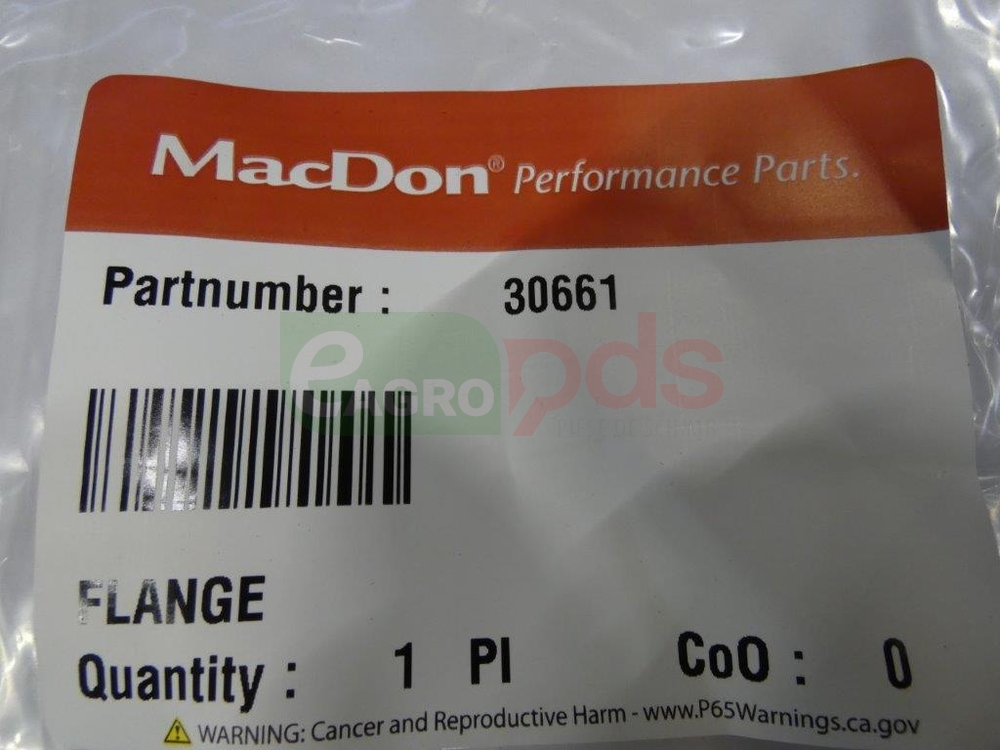 MacDon® Performance Parts.
Partnumber : 30661
eAGRO pds
FLANGE
Quantity : 1 PI CoO : 0
WARNING: Cancer and Reproductive Harm - www.P65Warnings.ca.gov